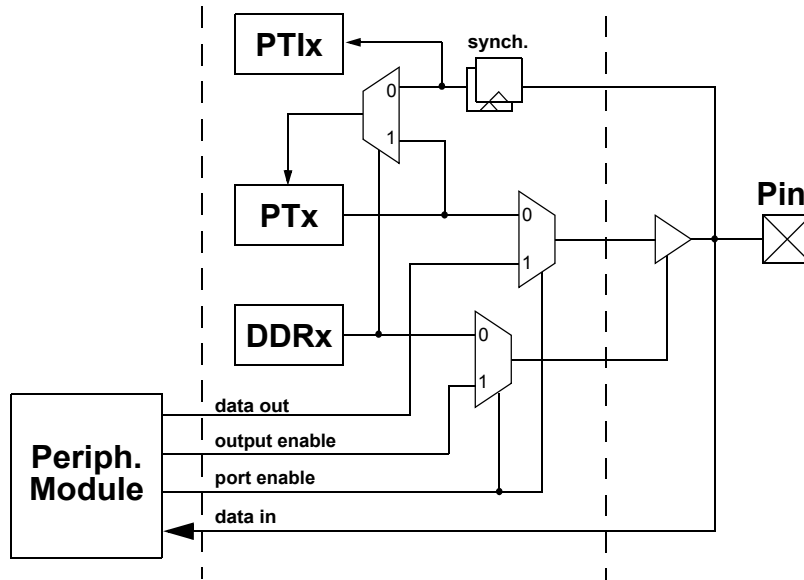 PTIx
synch.
0
1
PTx
0
1
Pin
DDRx
0
1
Periph.
Module
data out
output enable
port enable
data in